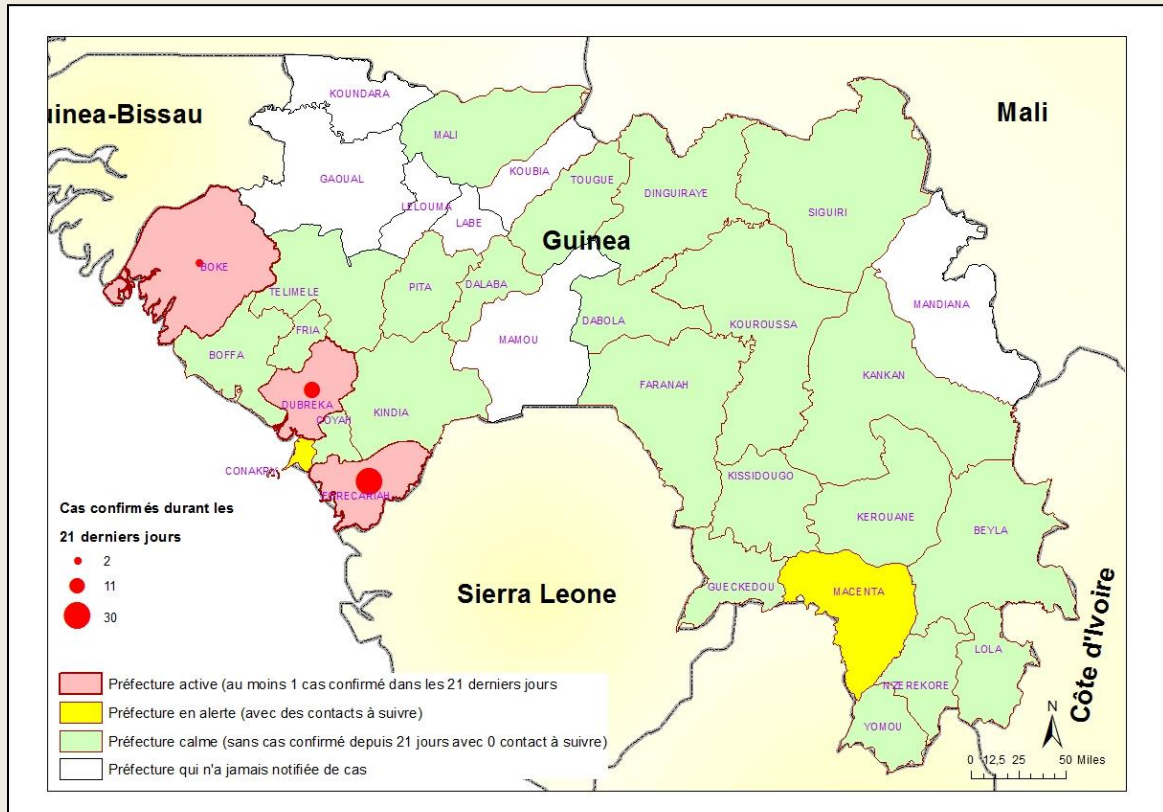 KOUNDARA
uinea-Bissau
Mali
MALI
KOUBIA
GAOUAL
TOUGUE
DINGUIRAYE
LELOUMA
LABE
SIGUIRI
Guinea
BOKE
TELIMELE
PITA
DALABA
MANDIANA
DABOLA
KOUROUSSA
FRIA
MAMOU
BOFFA
KANKAN
FARANAH
DUBREKA
KINDIA
COYAH
CONAKRY
KISSIDOUGO
FORECARIAH
KEROUANE
BEYLA
Cas confirmés durant les
21 derniers jours
2
11
30
Sierra Leone
GUECKEDOU
MACENTA
Côte d'Ivoire
LOLA
N'ZEREKORE
YOMOU
N
0 12,5 25 50 Miles
Préfecture active (au moins 1 cas confirmé dans les 21 derniers jours
Préfecture en alerte (avec des contacts à suivre)
Préfecture calme (sans cas confirmé depuis 21 jours avec 0 contact à suivre)
Préfecture qui n'a jamais notifiée de cas